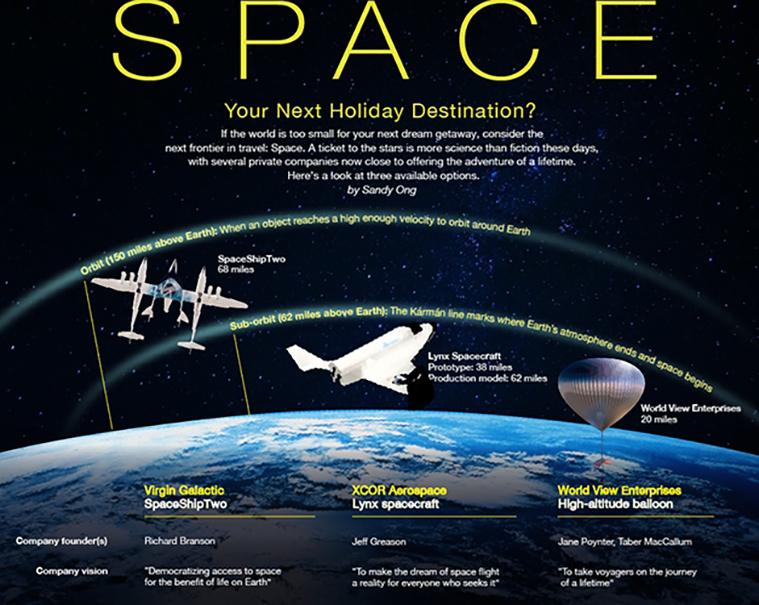 SPACE
Your Next Holiday Destination?
If the world is too small for your next dream getaway, consider the
next frontier in travel: Space. A ticket to the stars is more science than fiction these days,
with several private companies now close to offering the adventure of a lifetime.
Here's a look at three available options.
by Sandy Ong
Orbit (150 miles above Earth): When an object reaches a high enough velocity to orbit around Earth
SpaceShipTwo
68 miles
Sub-orbit (62 miles above Earth): The Kármán line marks where Earth's atmosphere ends and space begins
Lynx Spacecraft
Prototype: 38 miles
Production model: 62 miles
World View Enterprises
20 miles
Virgin Galactic
SpaceShipTwo
XCOR Aerospace
Lynx spacecraft
World View Enterprises
High-altitude balloon
Company founder(s)
Richard Branson
Jeff Greason
Jane Poynter, Taber MacCallum
Company vision
"Democratizing access to space
for the benefit of life on Earth"
"To make the dream of space flight
a reality for everyone who seeks it"
"To take voyagers on the journey
of a lifetime"